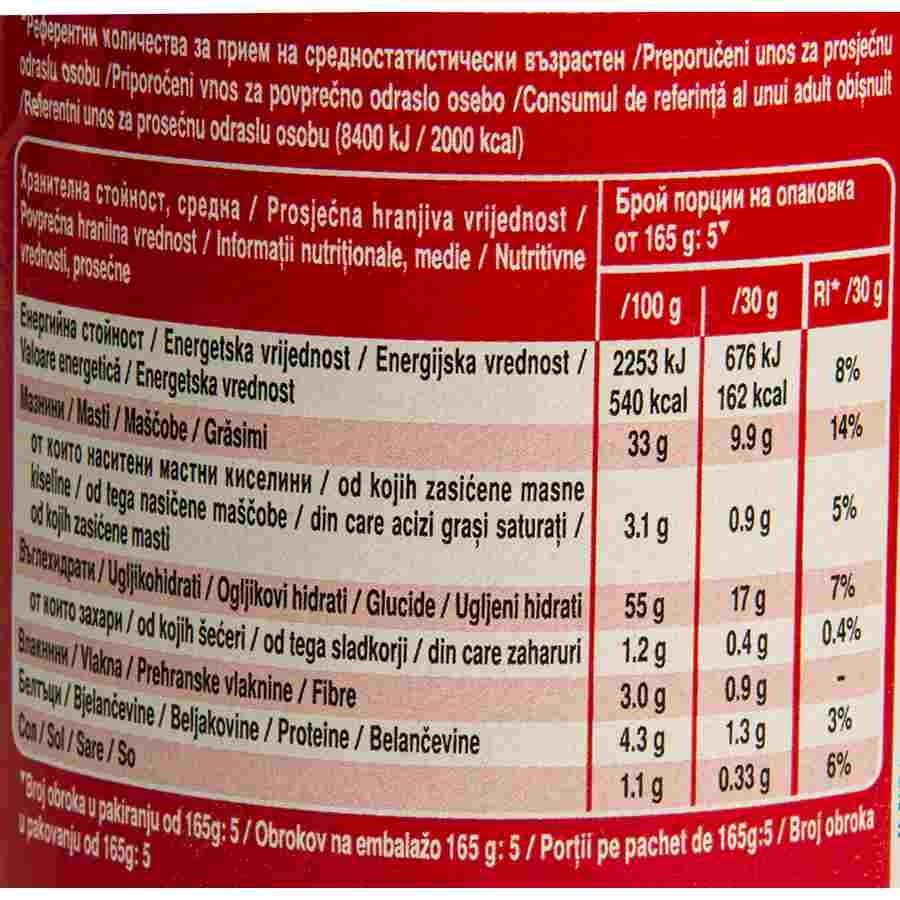 *Референтни количества за прием на средностатистически възрастен /Preporučeni unos za prosječnu
odraslu osobu /Priporočeni vnos za povprečno odraslo osebo /Consumul de referință al unui adult obișnuit
/Referentni unos za prosečnu odraslu osobu (8400 kJ / 2000 kcal)
Хранителна стойност, средна / Prosječna hranjiva vrijednost /
Povprečna hranilna vrednost / Informații nutriționale, medie / Nutritivne
vrednosti, prosečne
Брой порции на опаковка
от 165 g: 5▼
/100 g /30 g RI* /30 g
Енергийна стойност / Energetska vrijednost / Energijska vrednost /
Valoare energetică / Energetska vrednost
2253 kJ 676 kJ
540 kcal 162 kcal
8%
Мазнини / Masti / Maščobe / Grăsimi
33 g 9.9 g 14%
от които наситени мастни киселини / od kojih zasićene masne
kiseline / od tega nasičene maščobe / din care acizi grași saturați /
od kojih zasićene masti
3.1 g 0.9 g 5%
Въглехидрати / Ugljikohidrati / Ogljikovi hidrati / Glucide / Ugljeni hidrati
55 g 17 g 7%
от които захари / od kojih šećeri / od tega sladkorji / din care zaharuri
1.2 g 0.4 g 0.4%
Влакнини / Vlakna / Prehranske vlaknine / Fibre
3.0 g 0.9 g -
Белтъци / Bjelančevine / Beljakovine / Proteine / Belančevine
4.3 g 1.3 g 3%
Сол / Sol / Sare / So
1.1 g 0.33 g 6%
▼Broj obroka u pakiranju od 165g: 5 / Obrokov na embalažo 165 g: 5 / Porții pe pachet de 165g:5 / Broj obroka
u pakovanju od 165g: 5